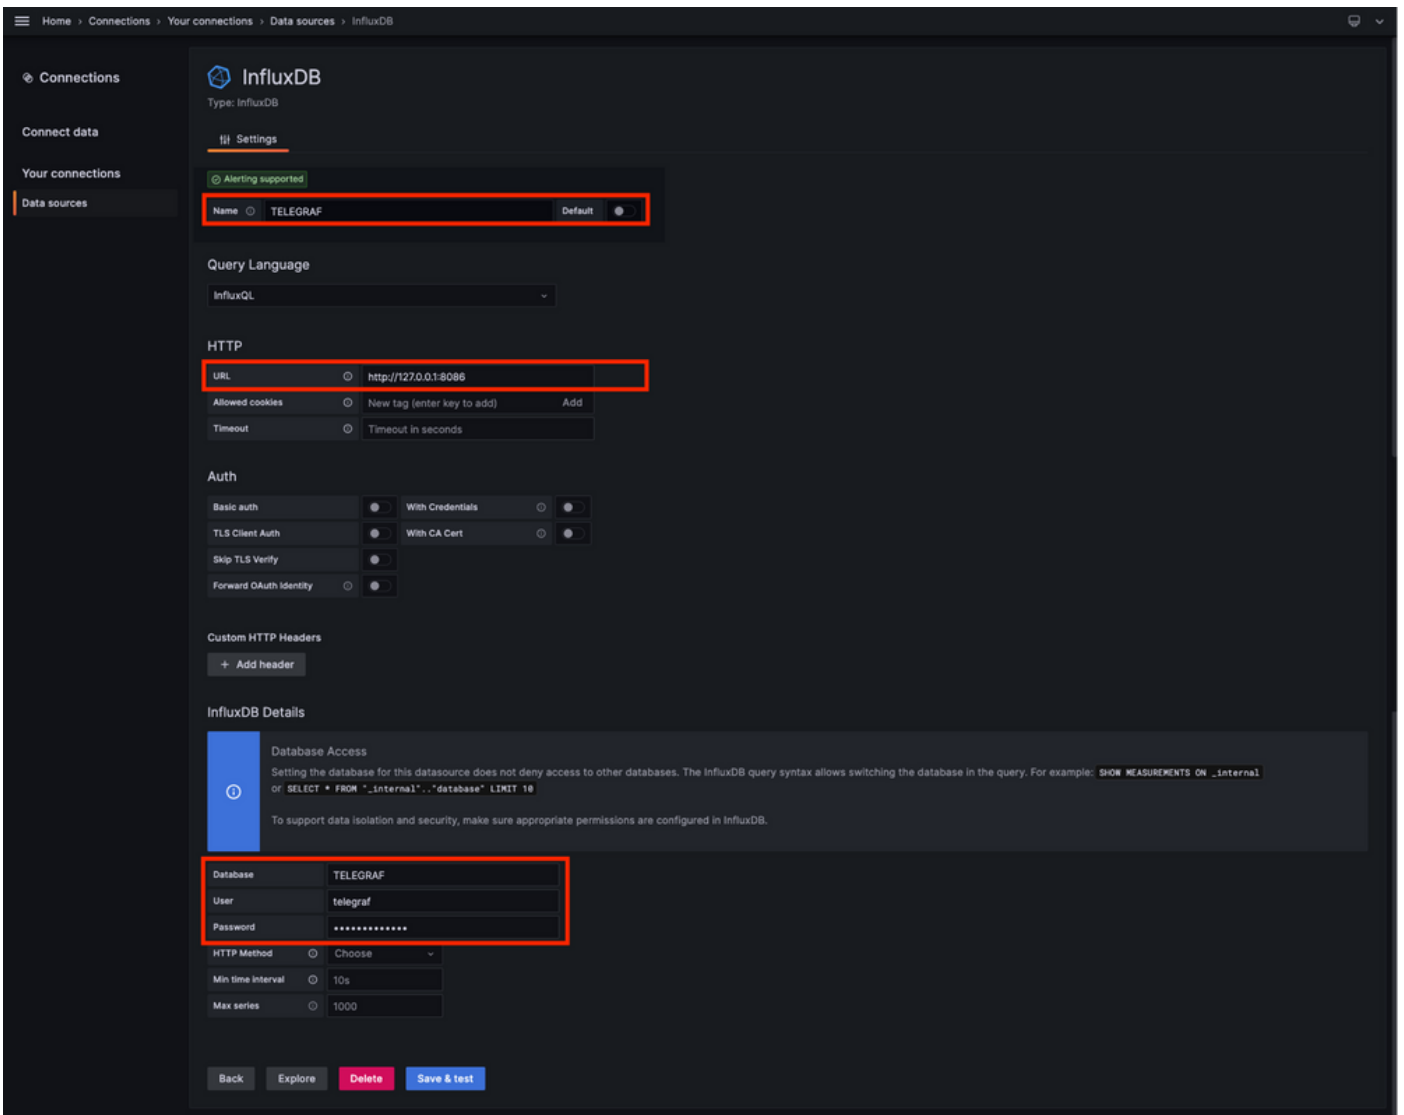 Home › Connections › Your connections › Data sources › InfluxDB
Connections
Connect data
Your connections
Data sources
InfluxDB
Type: InfluxDB
Settings
Alerting supported
Name TELEGRAF Default
Query Language
InfluxQL
HTTP
URL http://127.0.0.1:8086
Allowed cookies New tag (enter key to add) Add
Timeout Timeout in seconds
Auth
Basic auth With Credentials
TLS Client Auth With CA Cert
Skip TLS Verify
Forward OAuth Identity
Custom HTTP Headers
+ Add header
InfluxDB Details
Database Access
Setting the database for this datasource does not deny access to other databases. The InfluxDB query syntax allows switching the database in the query. For example: SHOW MEASUREMENTS ON _internal
or SELECT * FROM "_internal".."database" LIMIT 10
To support data isolation and security, make sure appropriate permissions are configured in InfluxDB.
Database TELEGRAF
User telegraf
Password •••••••••••••
HTTP Method Choose
Min time interval 10s
Max series 1000
Back Explore Delete Save & test